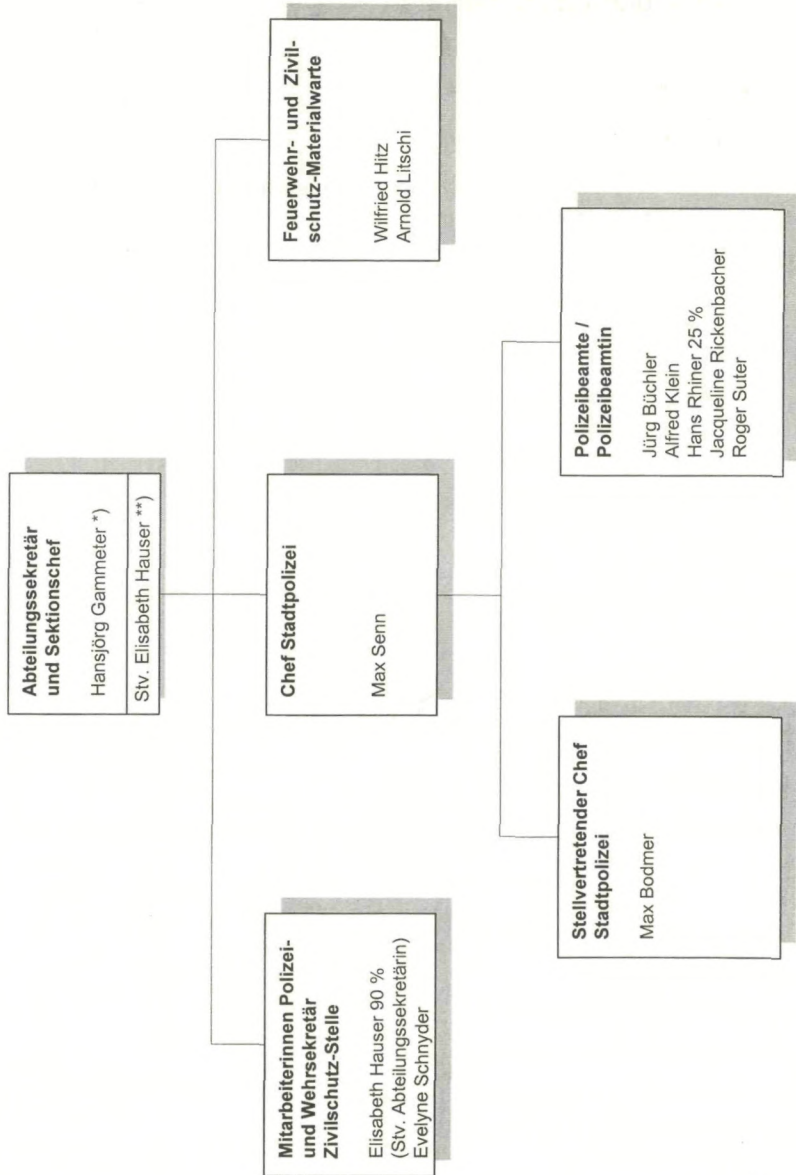 Abteilungssekretär
und Sektionschef
Hansjörg Gammeter *)
Stv. Elisabeth Hauser **)
Mitarbeiterinnen Polizei-
und Wehrsekretär
Zivilschutz-Stelle
Elisabeth Hauser 90 %
(Stv. Abteilungssekretärin)
Evelyne Schnyder
Chef Stadtpolizei
Max Senn
Feuerwehr- und Zivil-
schutz-Materialwarte
Wilfried Hitz
Arnold Litschi
Stellvertretender Chef
Stadtpolizei
Max Bodmer
Polizeibeamte /
Polizeibeamtin
Jürg Büchler
Alfred Klein
Hans Rhiner 25 %
Jacqueline Rickenbacher
Roger Suter